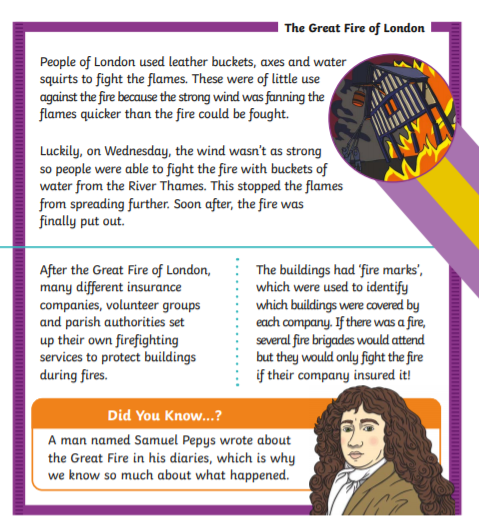 The Great Fire of London
People of London used leather buckets, axes and water
squirts to fight the flames. These were of little use
against the fire because the strong wind was fanning the
flames quicker than the fire could be fought.
Luckily, on Wednesday, the wind wasn't as strong
so people were able to fight the fire with buckets of
water from the River Thames. This stopped the flames
from spreading further. Soon after, the fire was
finally put out.
After the Great Fire of London,
many different insurance
companies, volunteer groups
and parish authorities set
up their own firefighting
services to protect buildings
during fires.
The buildings had 'fire marks',
which were used to identify
which buildings were covered by
each company. If there was a fire,
several fire brigades would attend
but they would only fight the fire
if their company insured it!
Did You Know...?
A man named Samuel Pepys wrote about
the Great Fire in his diaries, which is why
we know so much about what happened.